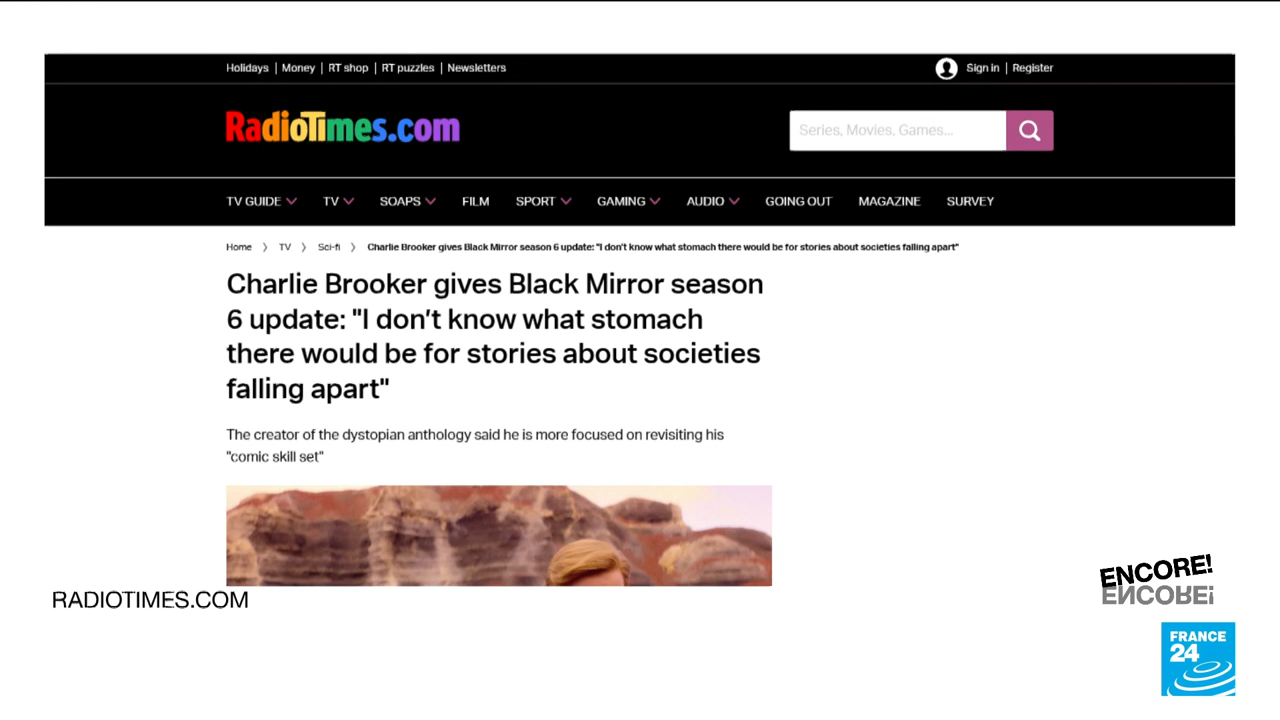 Holidays | Money | RT shop | RT puzzles | Newsletters
Sign in | Register
RadioTimes.com
Series, Movies, Games...
TV GUIDE TV SOAPS FILM SPORT GAMING AUDIO GOING OUT MAGAZINE SURVEY
Home > TV > Sci-fi > Charlie Brooker gives Black Mirror season 6 update: "I don't know what stomach there would be for stories about societies falling apart"
Charlie Brooker gives Black Mirror season
6 update: "I don’t know what stomach
there would be for stories about societies
falling apart"
The creator of the dystopian anthology said he is more focused on revisiting his
"comic skill set"
RADIOTIMES.COM
ENCORE!
ENCORE!
FRANCE
24